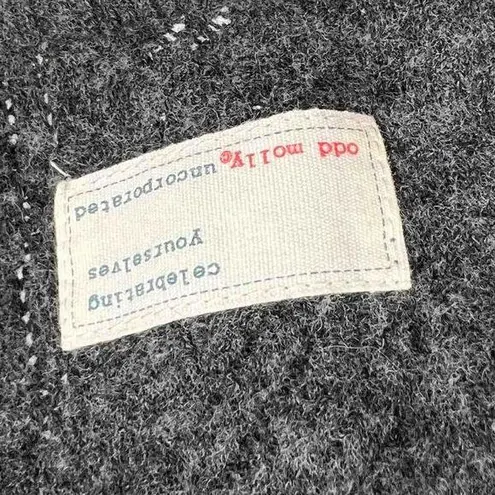 celebrating
Yourselves
odd molly® uncorporated